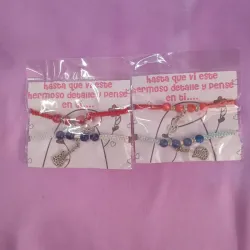 Hasta que vi este
hermoso detalle y pensé
en ti....
Hasta que vi este
hermoso detalle y pensé
en ti....